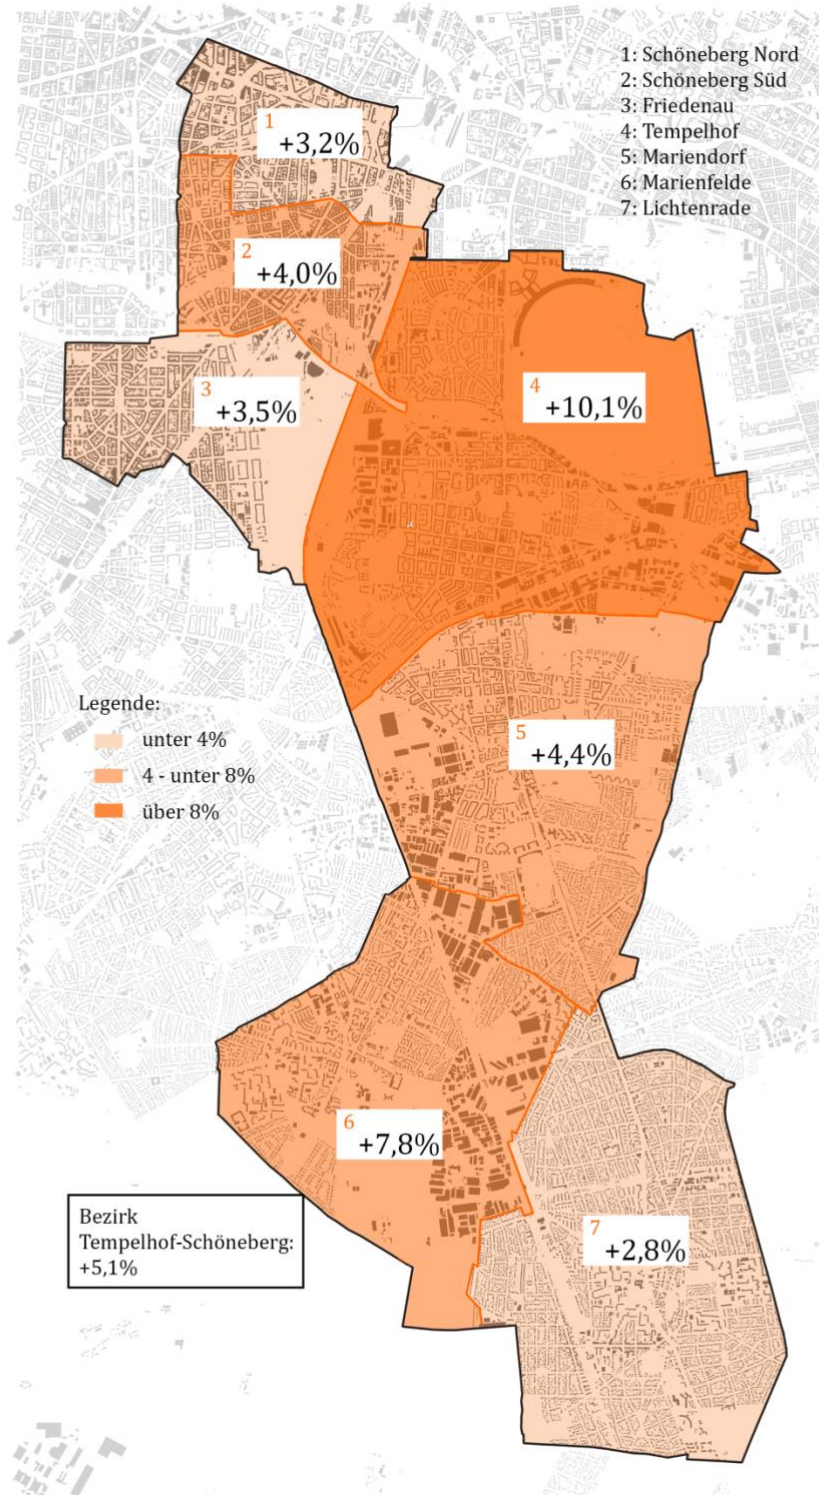 1: Schöneberg Nord
2: Schöneberg Süd
3: Friedenau
4: Tempelhof
5: Mariendorf
6: Marienfelde
7: Lichtenrade
1
+3,2%
2
+4,0%
3
+3,5%
4
+10,1%
Legende:
unter 4%
4 - unter 8%
über 8%
5
+4,4%
6
+7,8%
Bezirk
Tempelhof-Schöneberg:
+5,1%
7
+2,8%